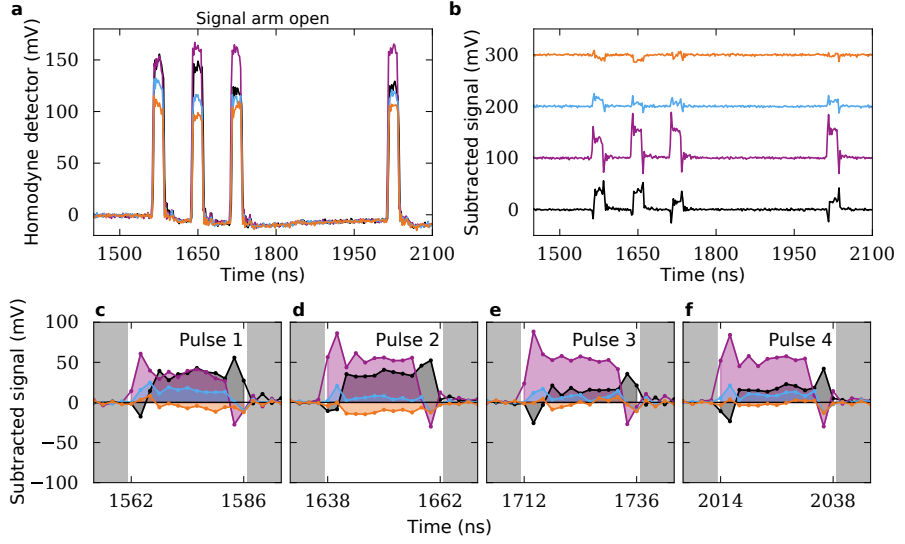 a
Signal arm open
b
Homodyne detector (mV)
150
100
50
0
1500
1650
1800
1950
2100
Time (ns)
Subtracted signal (mV)
300
200
100
0
1500
1650
1800
1950
2100
Time (ns)
c
d
e
f
Subtracted signal (mV)
100
50
0
−50
−100
Pulse 1
Pulse 2
Pulse 3
Pulse 4
1562
1586
1638
1662
1712
1736
2014
2038
Time (ns)